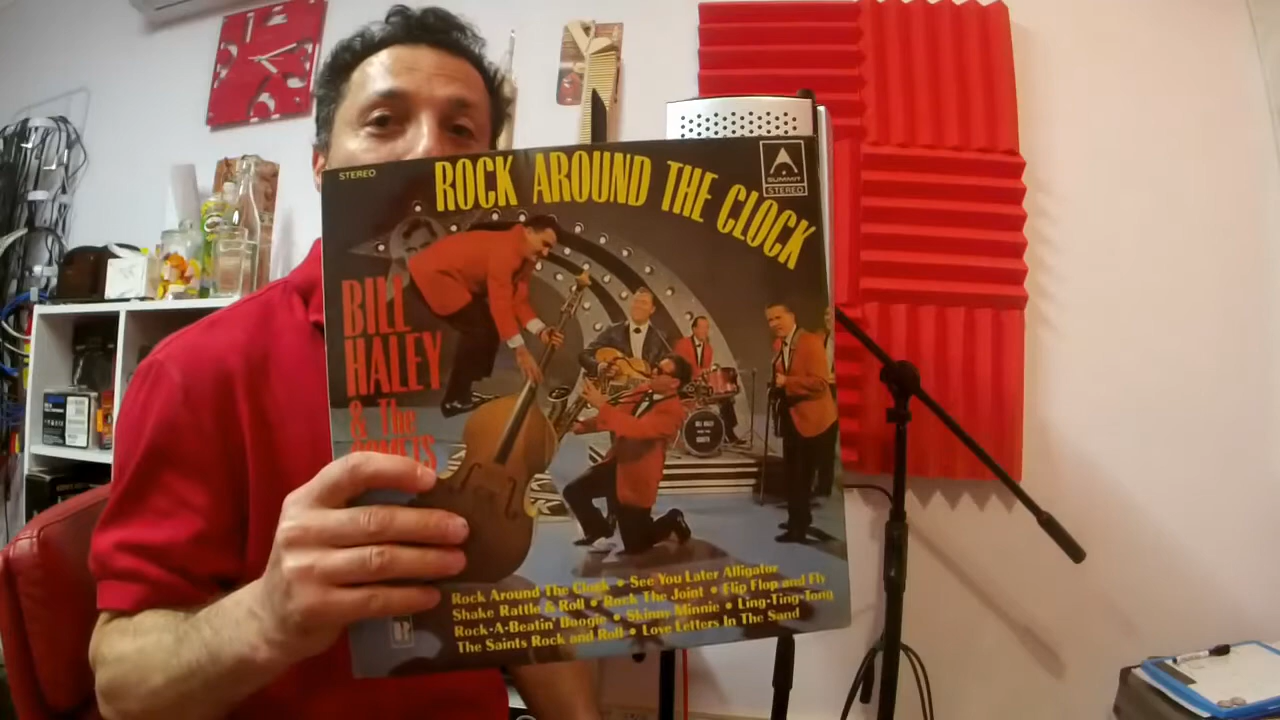 STEREO
ROCK AROUND THE CLOCK
SUMMIT
STEREO
BILL
HALEY
& The
COMETS
BILL HALEY
COMETS
Rock Around The Clock • See You Later Alligator
Shake Rattle & Roll • Rock The Joint • Flip Flop and Fly
Rock-A-Beatin' Boogie • Skinny Minnie • Ling-Ting-Tong
The Saints Rock and Roll • Love Letters In The Sand